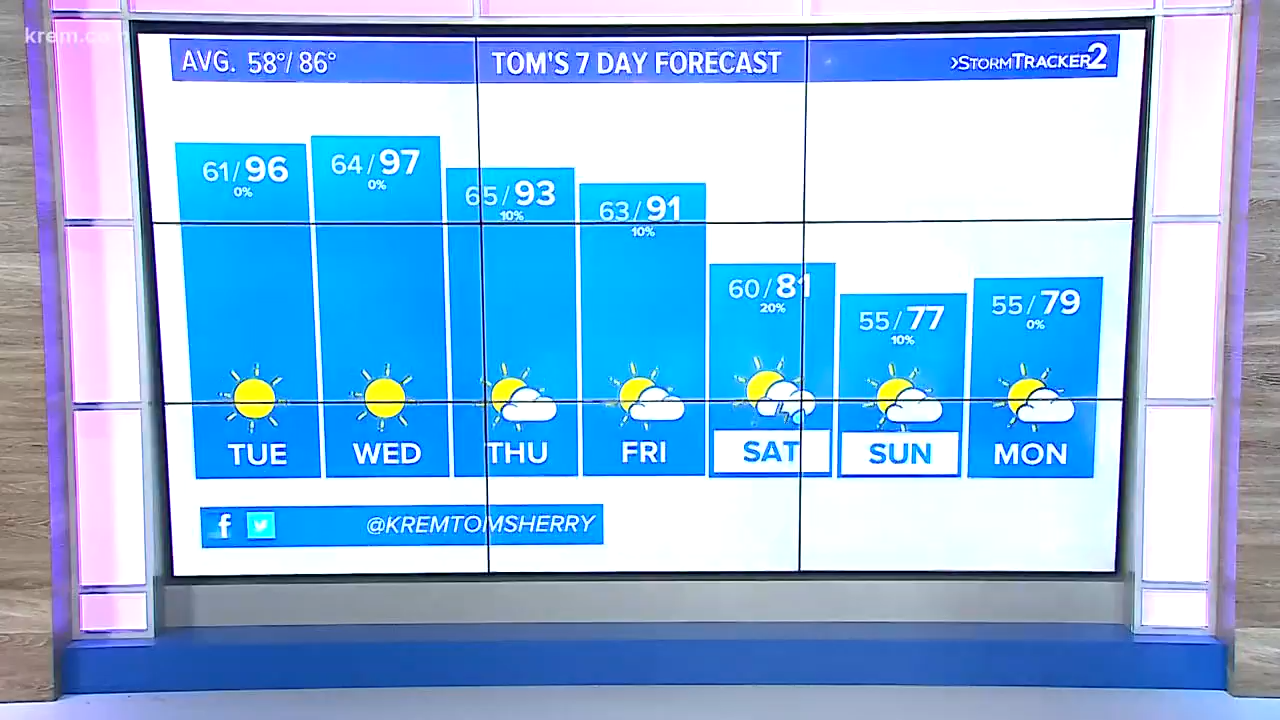 krem.com
AVG. 58°/ 86°
TOM'S 7 DAY FORECAST
STORMTRACKER2
61/96
0%
64/97
0%
65/93
10%
63/91
10%
60/81
20%
55/77
10%
55/79
0%
TUE
WED
THU
FRI
SAT
SUN
MON
f
@KREMTOMSHERRY